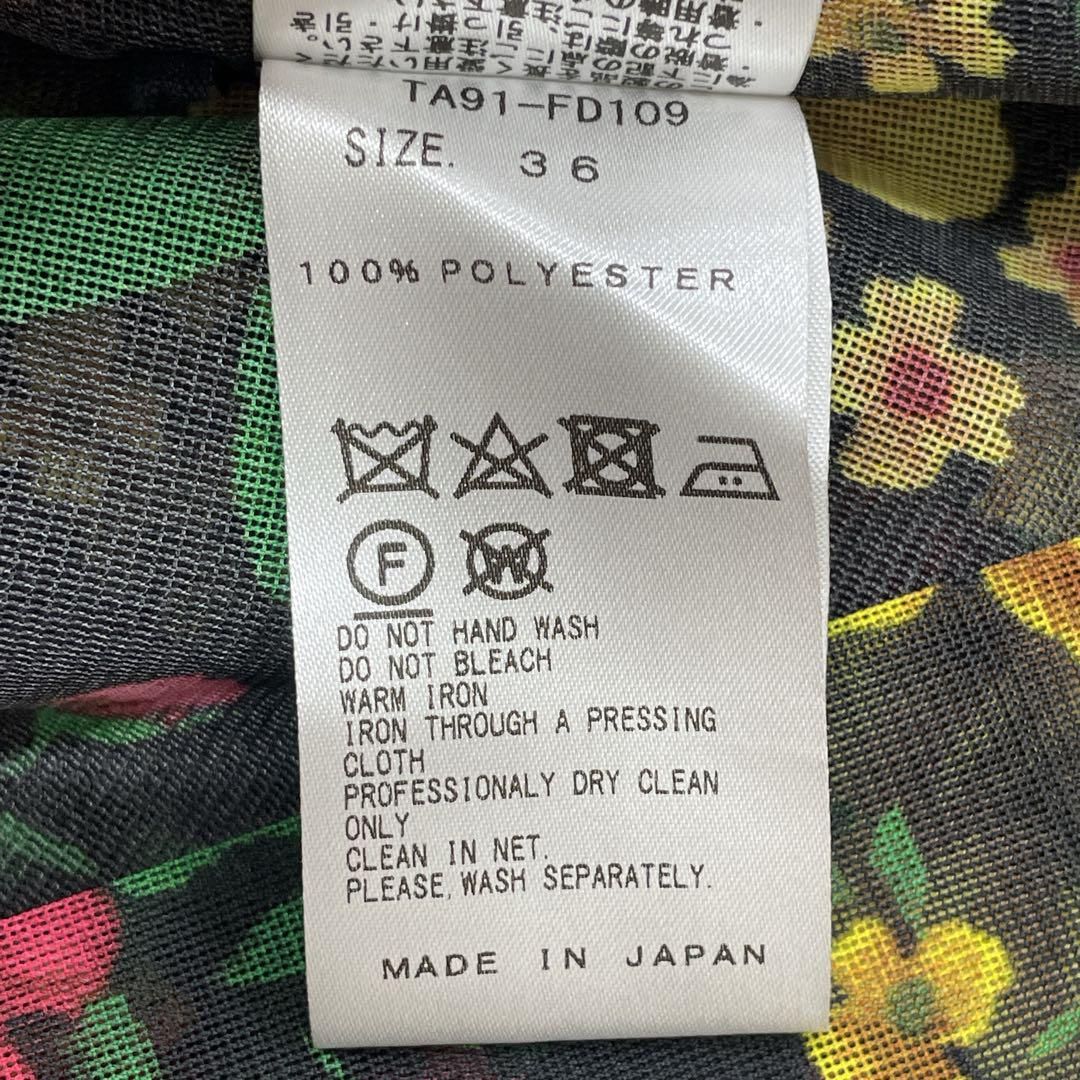 TA91-FD109
SIZE. 36
100% POLYESTER
F
W
DO NOT HAND WASH
DO NOT BLEACH
WARM IRON
IRON THROUGH A PRESSING
CLOTH
PROFESSIONALY DRY CLEAN
ONLY
CLEAN IN NET.
PLEASE, WASH SEPARATELY.
MADE IN JAPAN